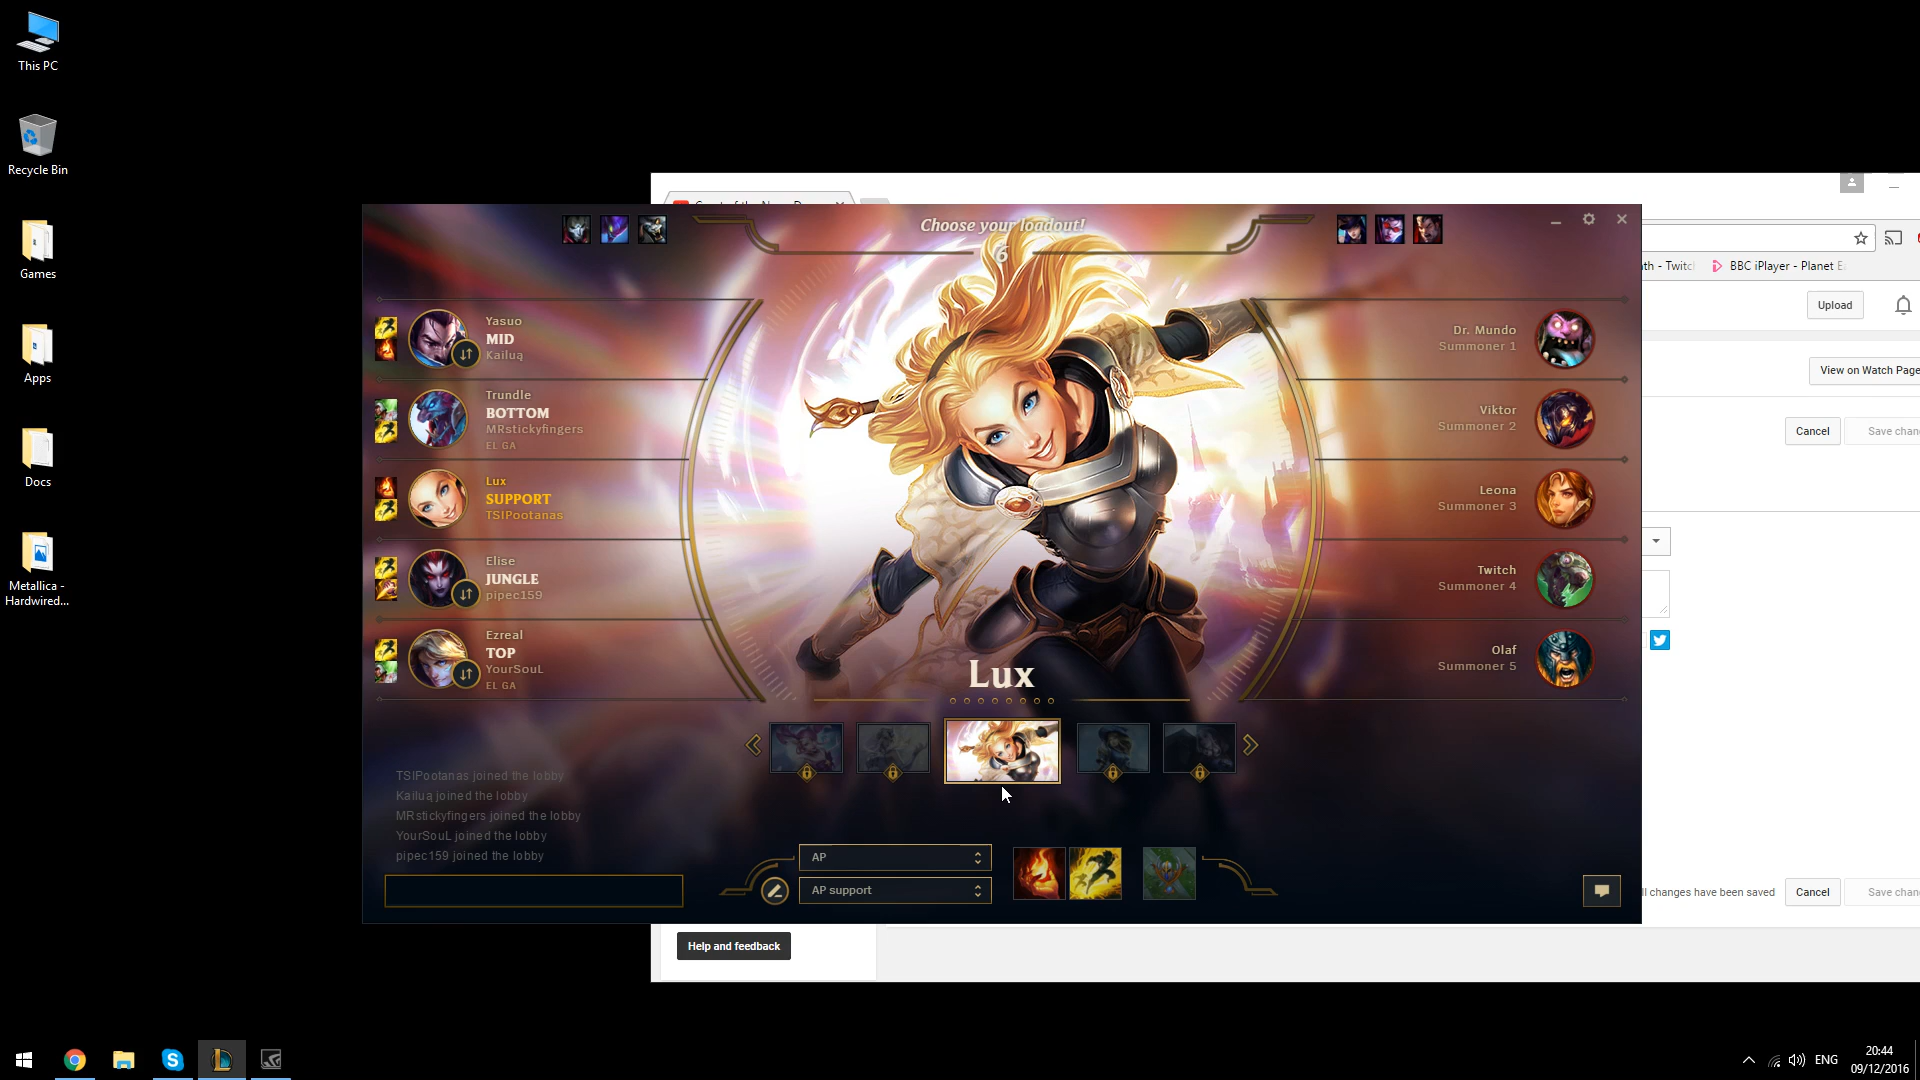 This PC
Recycle Bin
Games
Apps
Docs
Metallica -
Hardwired...
Choose your loadout!
6
Yasuo
MID
Kailuą
Trundle
BOTTOM
MRstickyfingers
EL GA
Lux
SUPPORT
TSIPootanas
Elise
JUNGLE
pipec159
Ezreal
TOP
YourSouL
EL GA
Dr. Mundo
Summoner 1
Viktor
Summoner 2
Leona
Summoner 3
Twitch
Summoner 4
Olaf
Summoner 5
Lux
TSIPootanas joined the lobby
Kailuą joined the lobby
MRstickyfingers joined the lobby
YourSouL joined the lobby
pipec159 joined the lobby
AP
AP support
BBC iPlayer - Planet E
Upload
View on Watch Page
Cancel
Save chan
ll changes have been saved
Cancel
Save chan
Help and feedback
ENG
20:44
09/12/2016